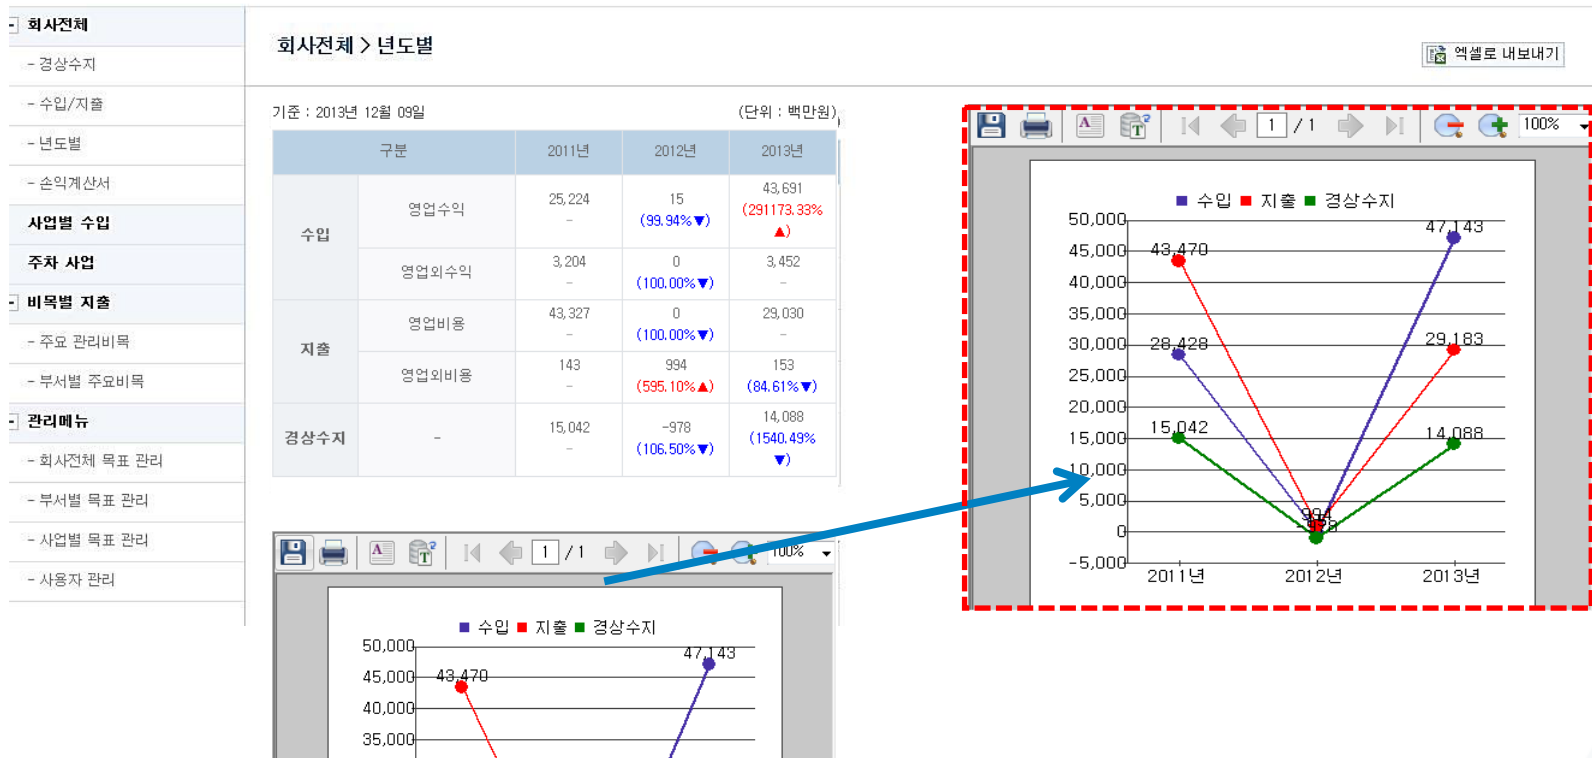 회사전체
- 경상수지
- 수입/지출
- 년도별
- 손익계산서
사업별 수입
주차 사업
비목별 지출
- 주요 관리비목
- 부서별 주요비목
관리메뉴
- 회사전체 목표 관리
- 부서별 목표 관리
- 사업별 목표 관리
- 사용자 관리
회사전체 > 년도별
엑셀로 내보내기
기준 : 2013년 12월 09일
(단위 : 백만원)
구분 2011년 2012년 2013년
수입
영업수익
25,224
-
15
(99.94%▼)
43,691
(291173.33%
▲)
영업외수익
3,204
-
0
(100.00%▼)
3,452
-
지출
영업비용
43,327
-
0
(100.00%▼)
29,030
-
영업외비용
143
-
994
(595.10%▲)
153
(84.61%▼)
경상수지
-
15,042
-
-978
(106.50%▼)
14,088
(1540.49%
▼)
1 / 1
100%
수입 지출 경상수지
50,000
45,000
40,000
35,000
43,470
47,143
1 / 1
100%
수입 지출 경상수지
50,000
45,000
40,000
35,000
30,000
25,000
20,000
15,000
10,000
5,000
0
-5,000
43,470
28,428
15,042
994
47,143
29,183
14,088
2011년 2012년 2013년